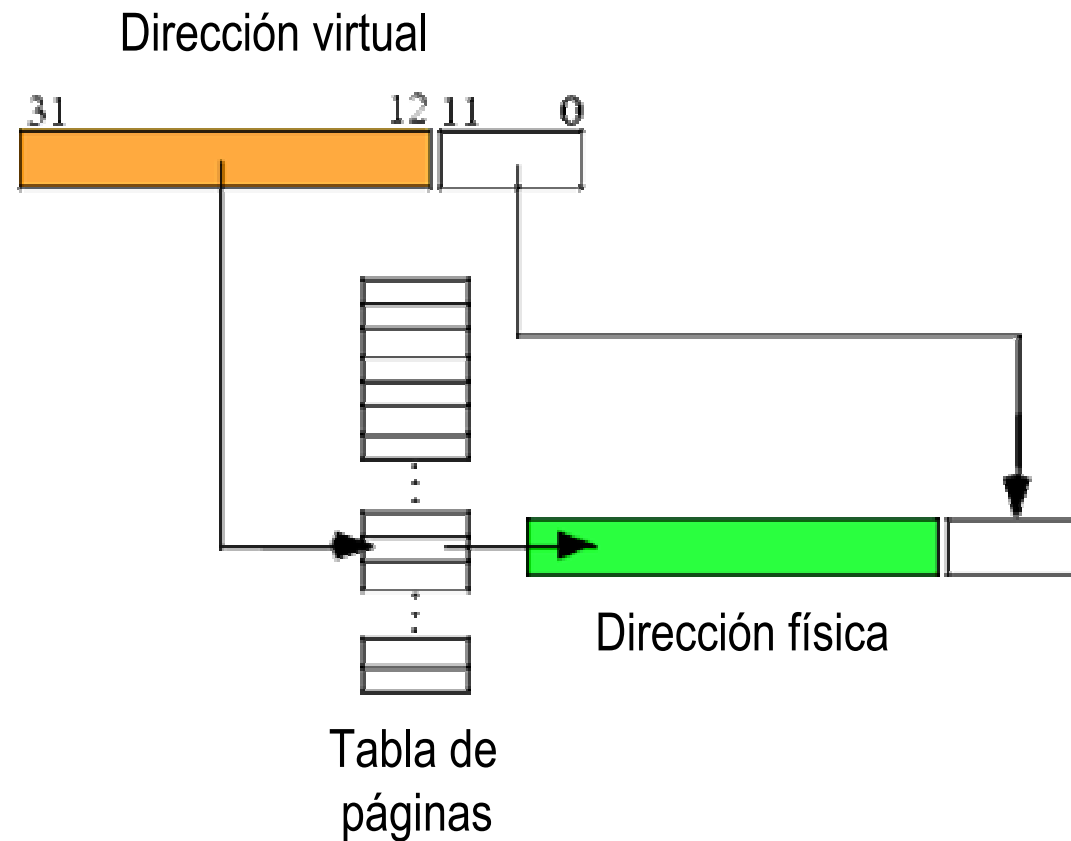 Dirección virtual
31 12 11 0
Dirección física
Tabla de
páginas